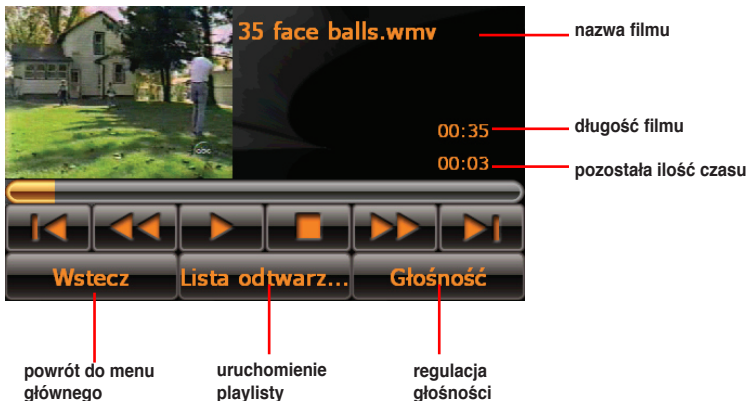 35 face balls.wmv
nazwa filmu
00:35
długość filmu
00:03
pozostała ilość czasu
abc
Wstecz
Lista odtwarz...
Głośność
powrót do menu
głównego
uruchomienie
playlisty
regulacja
głośności